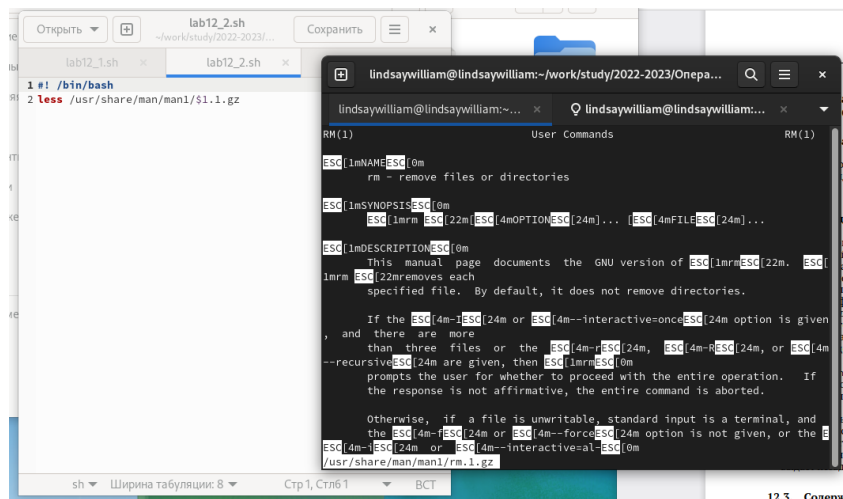 Открыть
lab12_2.sh
~/work/study/2022-2023/...
Сохранить
lab12_1.sh
lab12_2.sh
1 #! /bin/bash
2 less /usr/share/man/man1/$1.1.gz
sh
Ширина табуляции: 8
Стр 1, Стлб 1
ВСТ
lindsaywilliam@lindsaywilliam:~/work/study/2022-2023/Опера...
lindsaywilliam@lindsaywilliam:~...
lindsaywilliam@lindsaywilliam:...
RM(1) User Commands RM(1)
ESC[1mNAMEESC[0m
rm - remove files or directories
ESC[1mSYNOPSISESC[0m
ESC[1mrm ESC[22m[ESC[4mOPTIONESC[24m]... [ESC[4mFILEESC[24m]...
ESC[1mDESCRIPTIONESC[0m
This manual page documents the GNU version of ESC[1mrmESC[22m. ESC[
1mrm ESC[22mremoves each
specified file. By default, it does not remove directories.
If the ESC[4m-IESC[24m or ESC[4m--interactive=onceESC[24m option is given
, and there are more
than three files or the ESC[4m-rESC[24m, ESC[4m-RESC[24m, or ESC[4m
--recursiveESC[24m are given, then ESC[1mrmESC[0m
prompts the user for whether to proceed with the entire operation. If
the response is not affirmative, the entire command is aborted.
Otherwise, if a file is unwritable, standard input is a terminal, and
the ESC[4m-fESC[24m or ESC[4m--forceESC[24m option is not given, or the E
ESC[4m-iESC[24m or ESC[4m--interactive=al-ESC[0m
/usr/share/man/man1/rm.1.gz
12.3 Содер